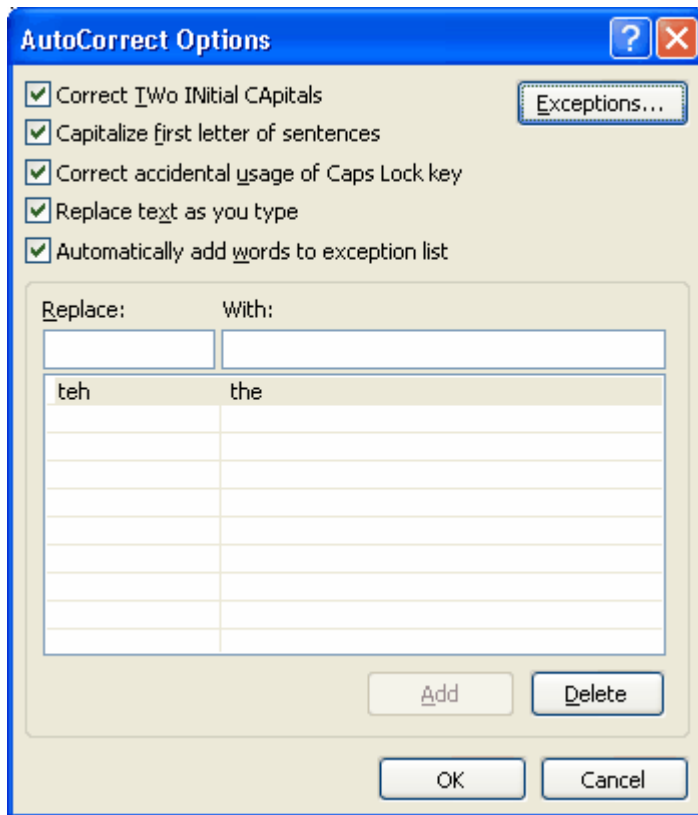 AutoCorrect Options ?
Correct TWo INitial CApitals
Exceptions...
Capitalize first letter of sentences
Correct accidental usage of Caps Lock key
Replace text as you type
Automatically add words to exception list
Replace: With:
teh the
Add Delete
OK Cancel